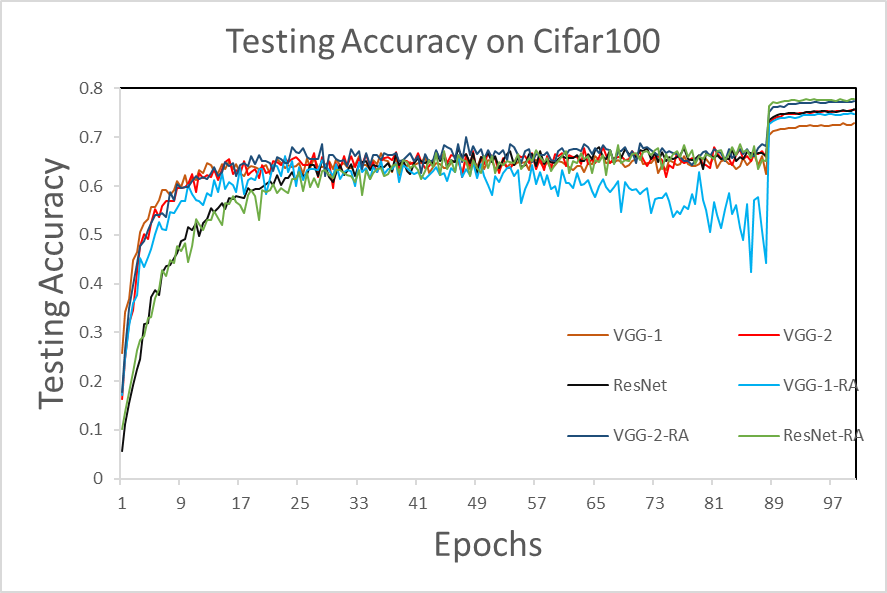 Testing Accuracy on Cifar100
Testing Accuracy
0.8
0.7
0.6
0.5
0.4
0.3
0.2
0.1
0
1 9 17 25 33 41 49 57 65 73 81 89 97
Epochs
VGG-1 VGG-2
ResNet VGG-1-RA
VGG-2-RA ResNet-RA